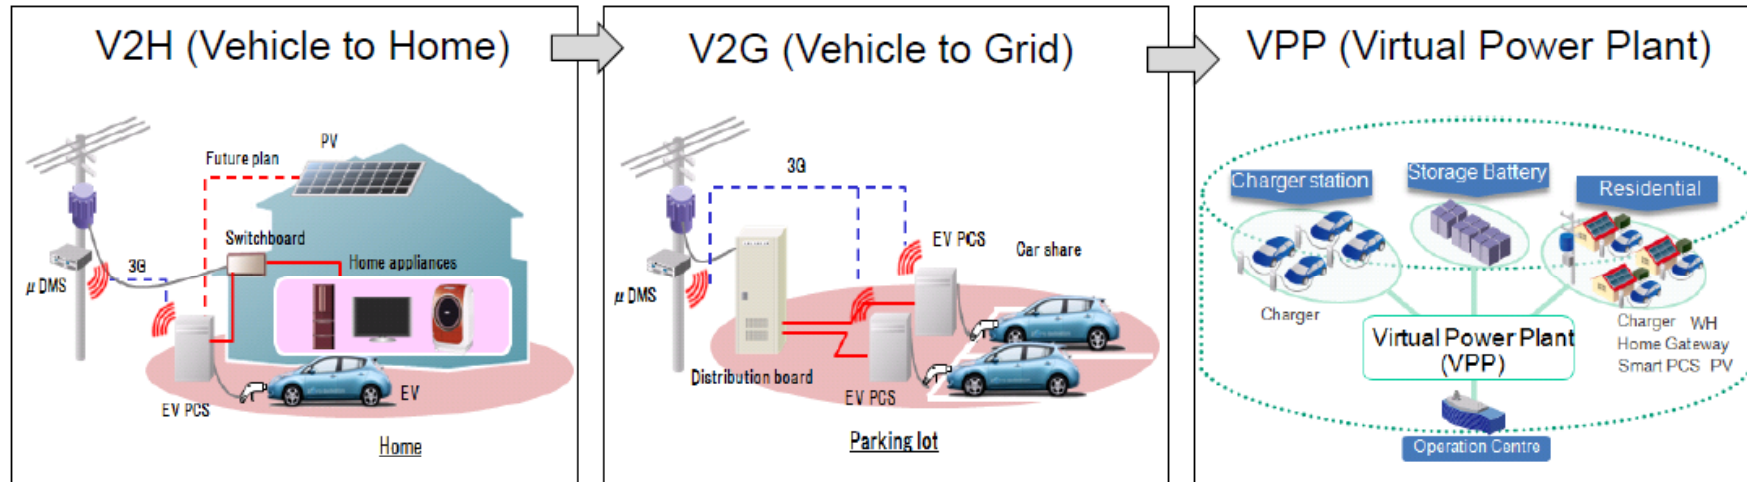 V2H (Vehicle to Home)
PV
Future plan
Switchboard
3G
Home appliances
μ DMS
EV
EV PCS
Home
V2G (Vehicle to Grid)
3G
EV PCS
Car share
μ DMS
Distribution board
EV PCS
Parking lot
VPP (Virtual Power Plant)
Charger station
Storage Battery
Residential
Charger
Virtual Power Plant
(VPP)
Charger WH
Home Gateway
Smart PCS PV
Operation Centre